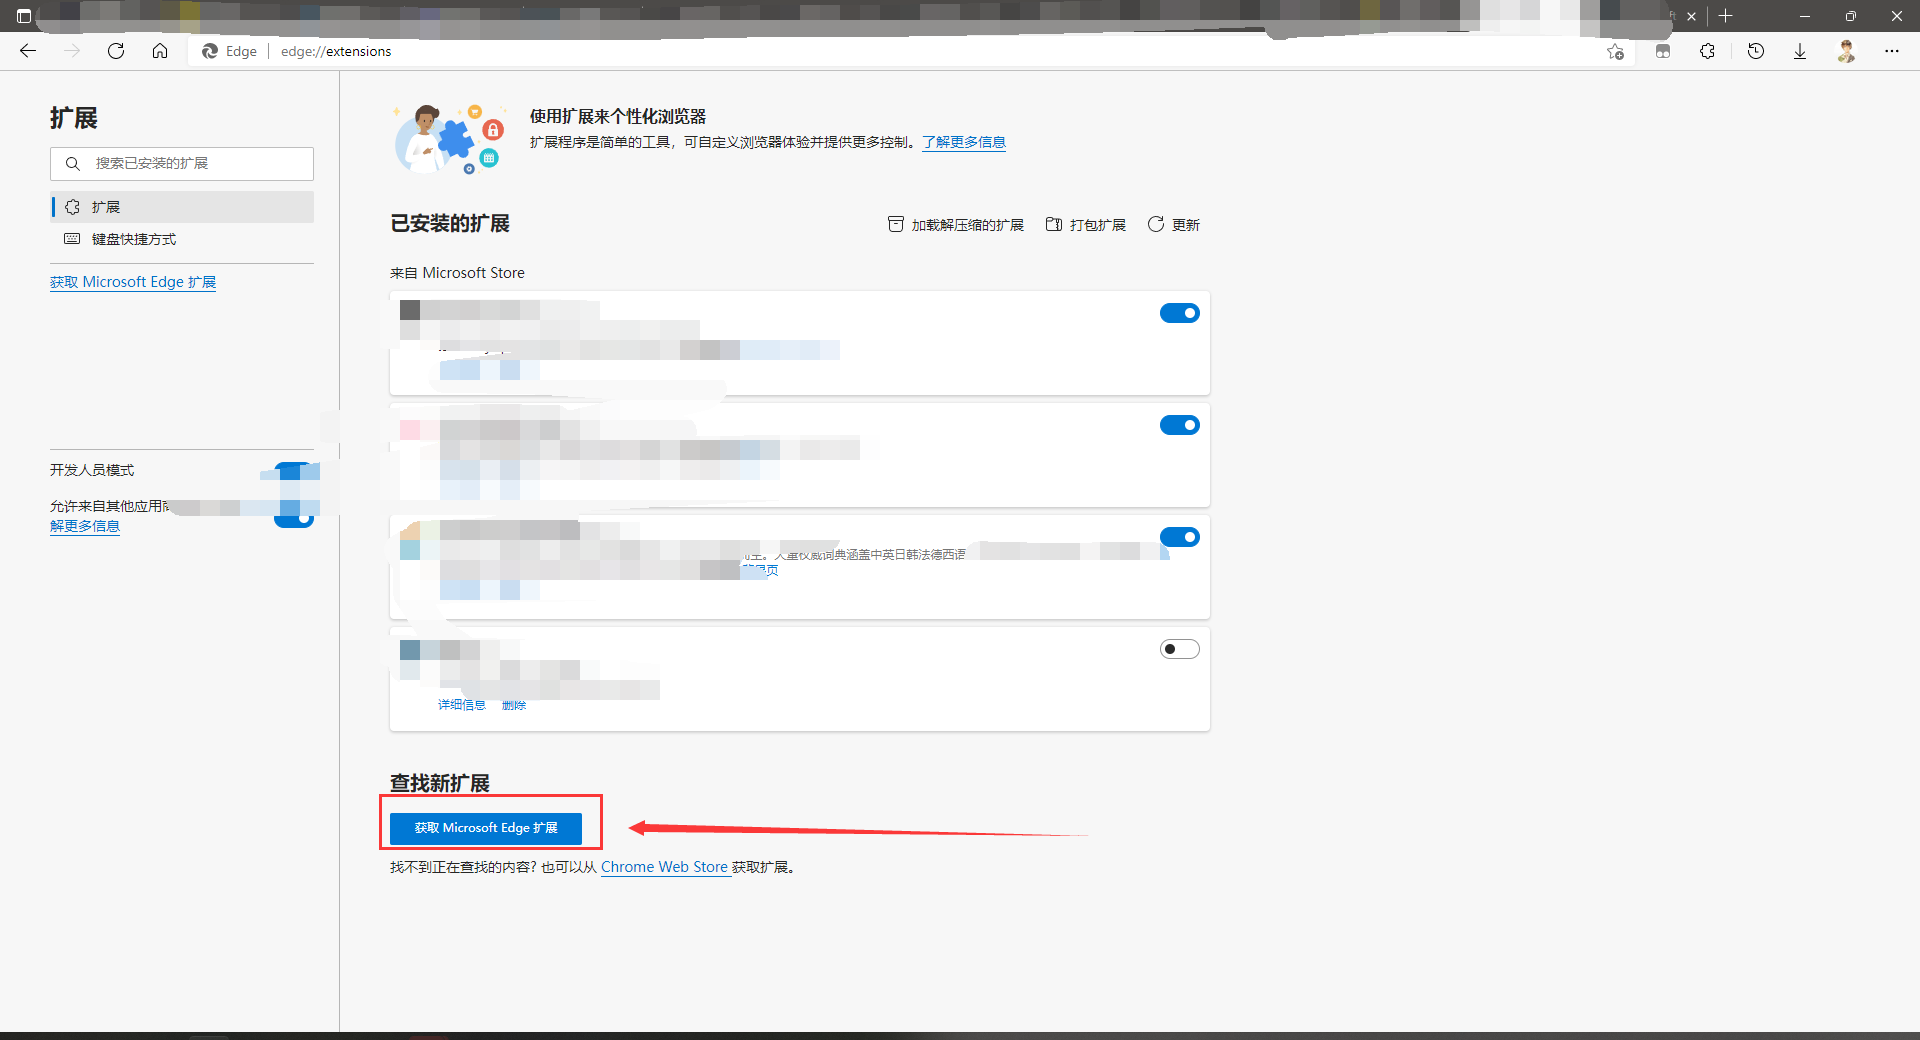 Edge
edge://extensions
扩展
搜索已安装的扩展
扩展
键盘快捷方式
获取 Microsoft Edge 扩展
开发人员模式
允许来自其他应用
解更多信息
使用扩展来个性化浏览器
扩展程序是简单的工具，可自定义浏览器体验并提供更多控制。了解更多信息
已安装的扩展
加载解压缩的扩展
打包扩展
更新
来自 Microsoft Store
权威词典涵盖中英日韩法德西语
详细信息 删除
查找新扩展
获取 Microsoft Edge 扩展
找不到正在查找的内容? 也可以从 Chrome Web Store 获取扩展。